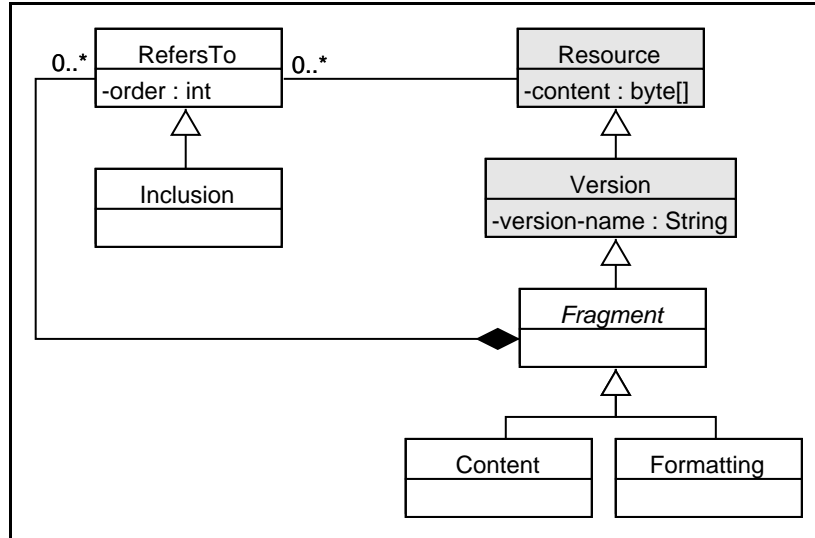 RefersTo
Resource
0..*
0..*
-order : int
-content : byte[]
Inclusion
Version
-version-name : String
Fragment
Content
Formatting